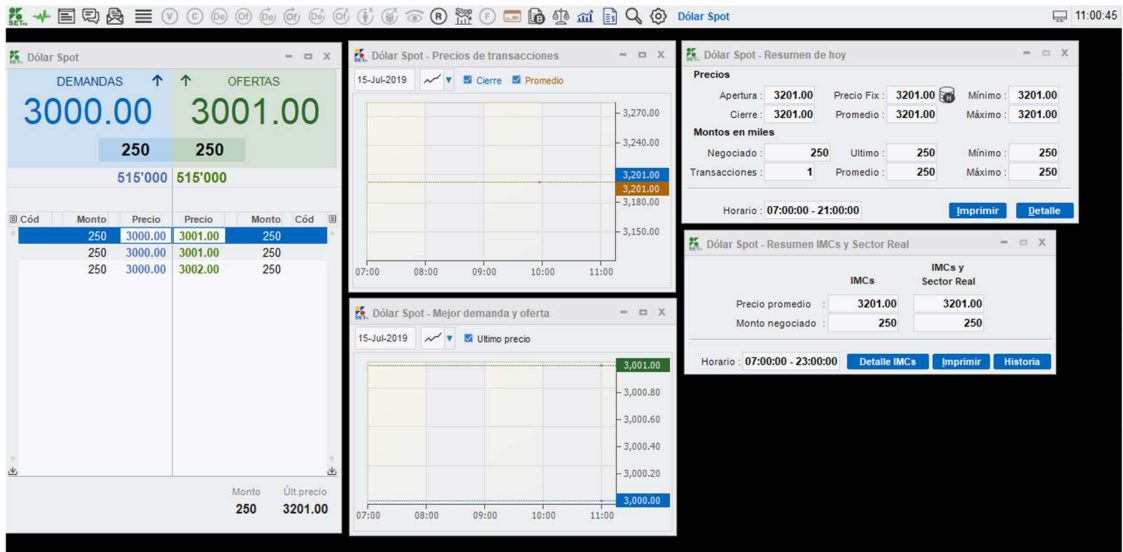 SET
V C De Of De Of De Of R Stop F Dólar Spot 11:00:45
Dólar Spot
DEMANDAS OFERTAS
3000.00 3001.00
250 250
515'000 515'000
Cód Monto Precio Precio Monto Cód
250 3000.00 3001.00 250
250 3000.00 3001.00 250
250 3000.00 3002.00 250
Monto Últ.precio
250 3201.00
Dólar Spot - Precios de transacciones
15-Jul-2019 Cierre Promedio
3,270.00
3,240.00
3,201.00
3,201.00
3,180.00
3,150.00
07:00 08:00 09:00 10:00 11:00
Dólar Spot - Mejor demanda y oferta
15-Jul-2019 Ultimo precio
3,001.00
3,000.80
3,000.60
3,000.40
3,000.20
3,000.00
07:00 08:00 09:00 10:00 11:00
Dólar Spot - Resumen de hoy
Precios
Apertura : 3201.00 Precio Fix : 3201.00 Mínimo : 3201.00
Cierre : 3201.00 Promedio : 3201.00 Máximo : 3201.00
Montos en miles
Negociado : 250 Ultimo : 250 Mínimo : 250
Transacciones : 1 Promedio : 250 Máximo : 250
Horario : 07:00:00 - 21:00:00 Imprimir Detalle
Dólar Spot - Resumen IMCs y Sector Real
IMCs IMCs y Sector Real
Precio promedio : 3201.00 3201.00
Monto negociado : 250 250
Horario : 07:00:00 - 23:00:00 Detalle IMCs Imprimir Historia